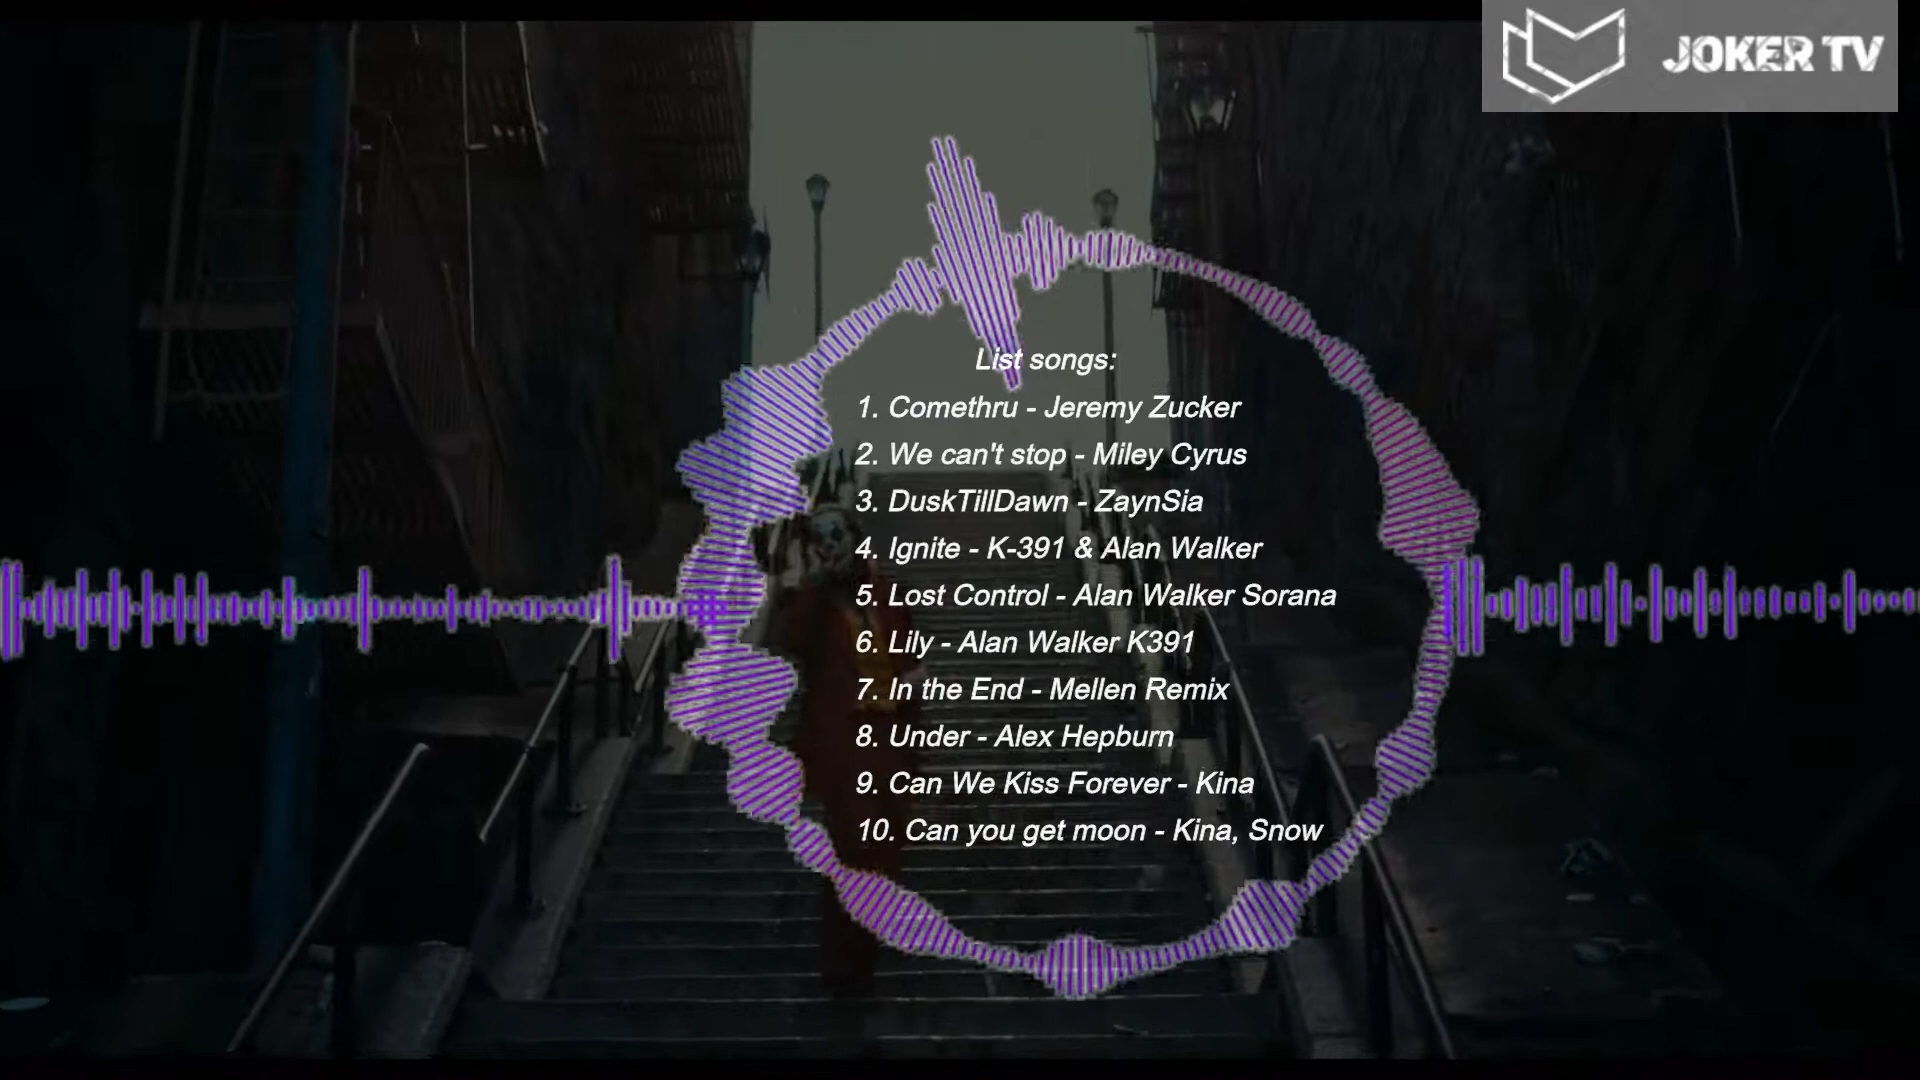 JOKER TV
List songs:
1. Comethru - Jeremy Zucker
2. We can't stop - Miley Cyrus
3. DuskTillDawn - ZaynSia
4. Ignite - K-391 & Alan Walker
5. Lost Control - Alan Walker Sorana
6. Lily - Alan Walker K391
7. In the End - Mellen Remix
8. Under - Alex Hepburn
9. Can We Kiss Forever - Kina
10. Can you get moon - Kina, Snow